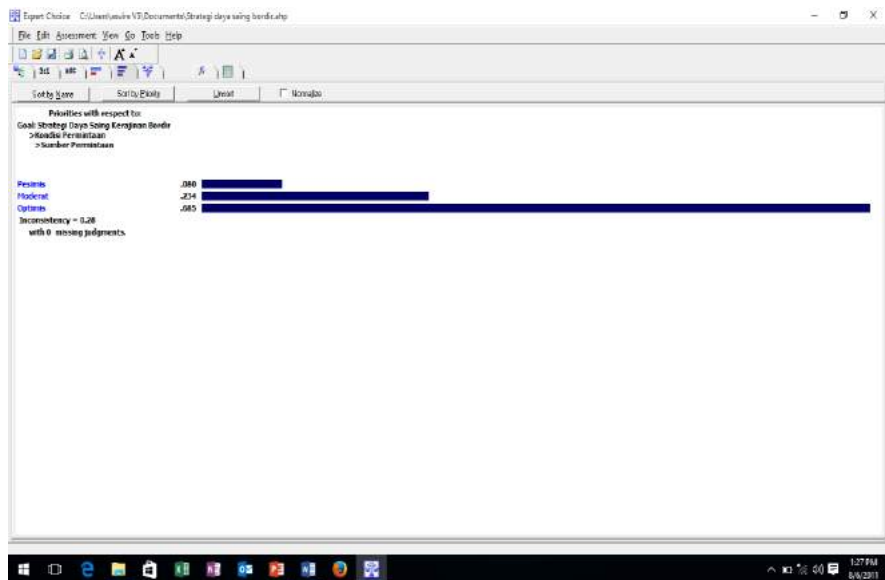 Expert Choice C:\Users\ Documents\Strategi daya saing bordir.ahp
File Edit Assessment View Go Tools Help
Sort by Name Sort by Priority Unsort Normalize
Priorities with respect to:
Goal: Strategi Daya Saing Kerajinan Bordir
>Kondisi Permintaan
>Sumber Permintaan
Pesimis .080
Moderat .234
Optimis .685
Inconsistency = 0.28
with 0 missing judgments.
1:27 PM